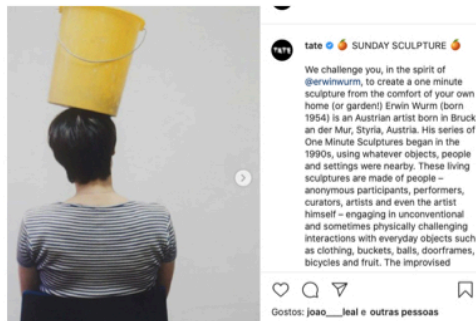 TATE
tate 🍊 SUNDAY SCULPTURE 🍊
We challenge you, in the spirit of
@erwinwurm, to create a one minute
sculpture from the comfort of your own
home (or garden!) Erwin Wurm (born
1954) is an Austrian artist born in Bruck
an der Mur, Styria, Austria. His series of
One Minute Sculptures began in the
1990s, using whatever objects, people
and settings were nearby. These living
sculptures are made of people –
anonymous participants, performers,
curators, artists and even the artist
himself – engaging in unconventional
and sometimes physically challenging
interactions with everyday objects such
as clothing, buckets, balls, doorframes,
bicycles and fruit. The improvised
Gostos: joao___leal e outras pessoas